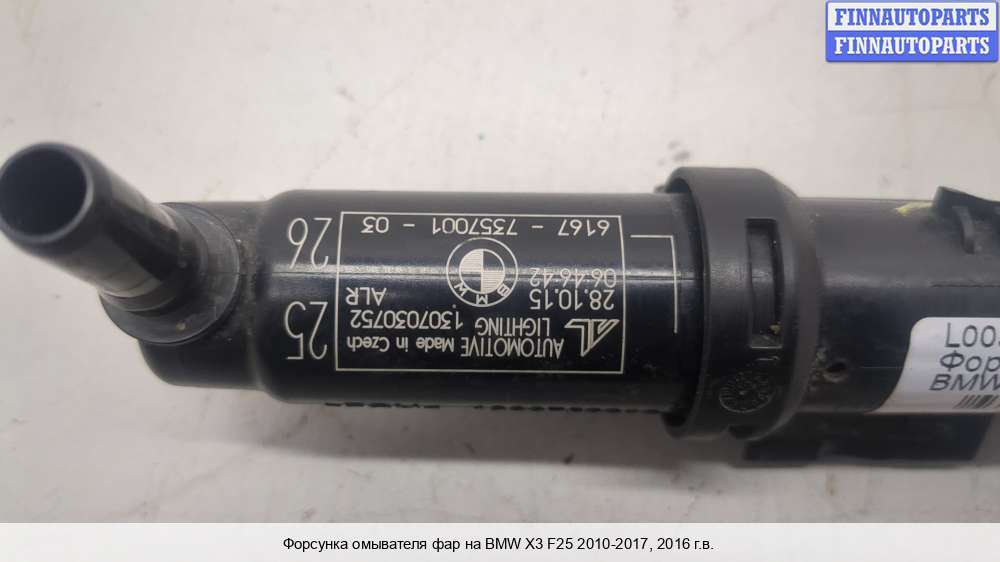 FINNAUTOPARTS
FINNAUTOPARTS
26
25
AUTOMOTIVE Made in Czech
LIGHTING 1307030752
ALR
28.10.15
06:46:42
BMW
6167 - 7357001 - 03
L00
Фор
BMW
Форсунка омывателя фар на BMW X3 F25 2010-2017, 2016 г.в.